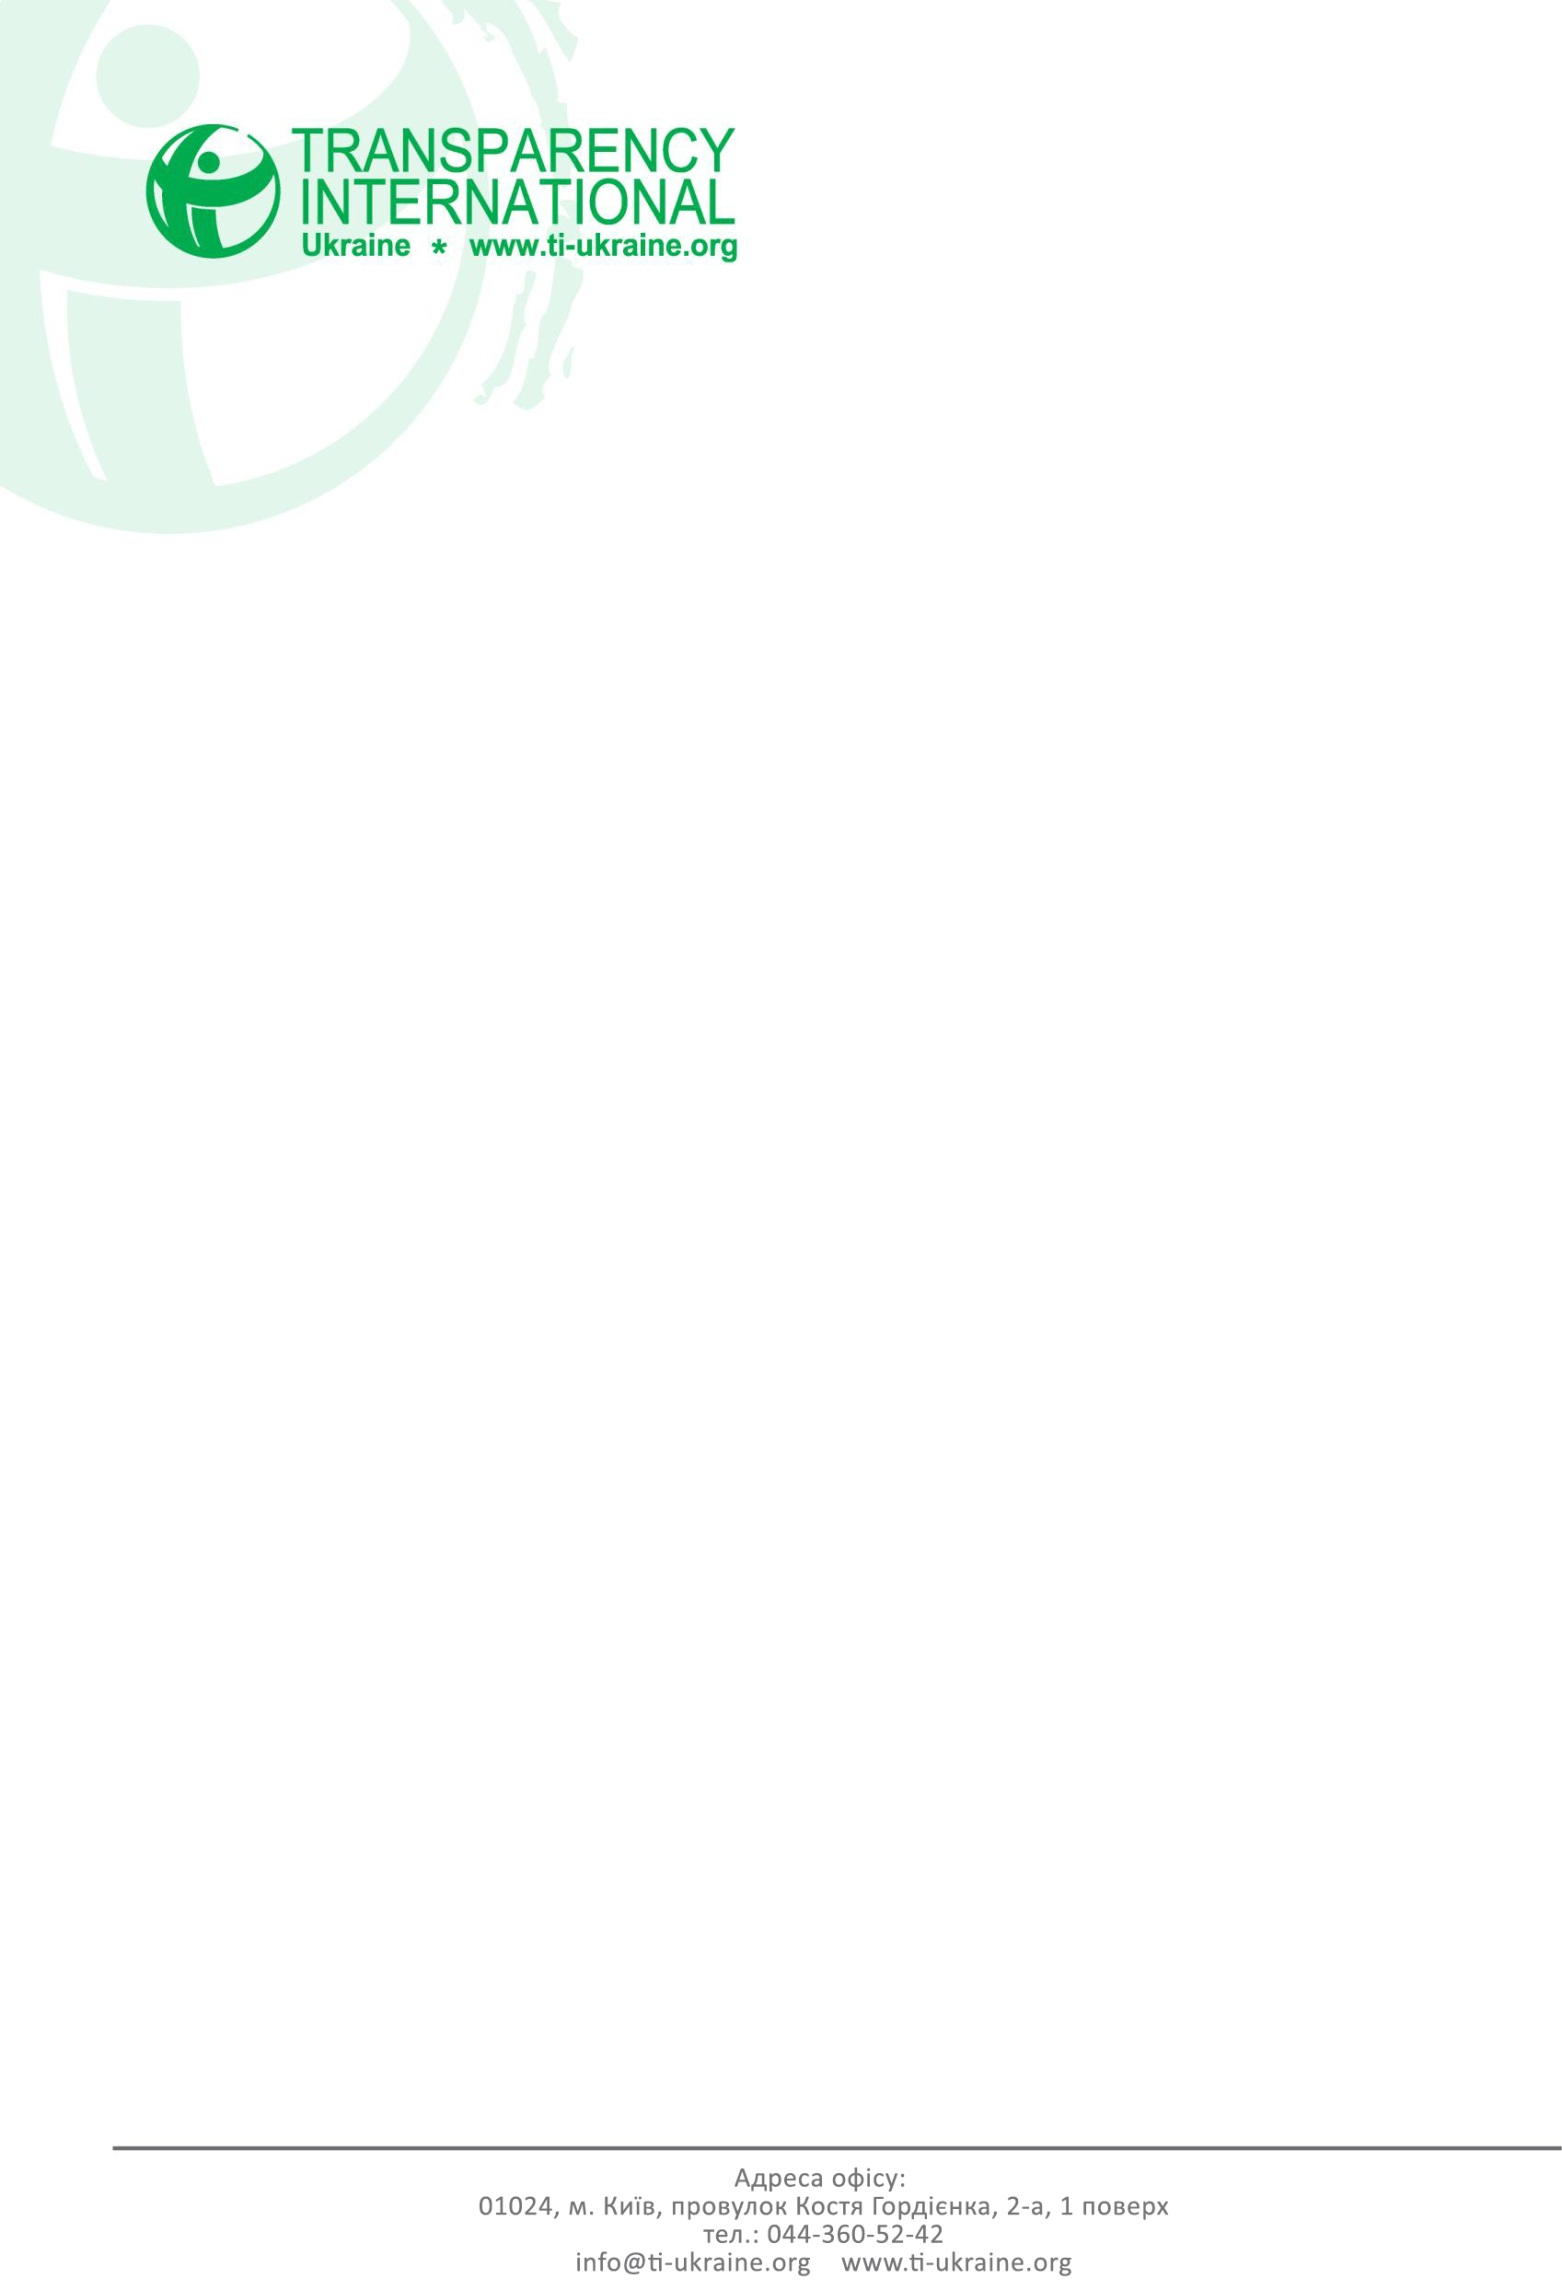 TRANSPARENCY
INTERNATIONAL
Ukraine * www.ti-ukraine.org
Адреса офісу:
01024, м. Київ, провулок Костя Гордієнка, 2-а, 1 поверх
тел.: 044-360-52-42
info@ti-ukraine.org www.ti-ukraine.org